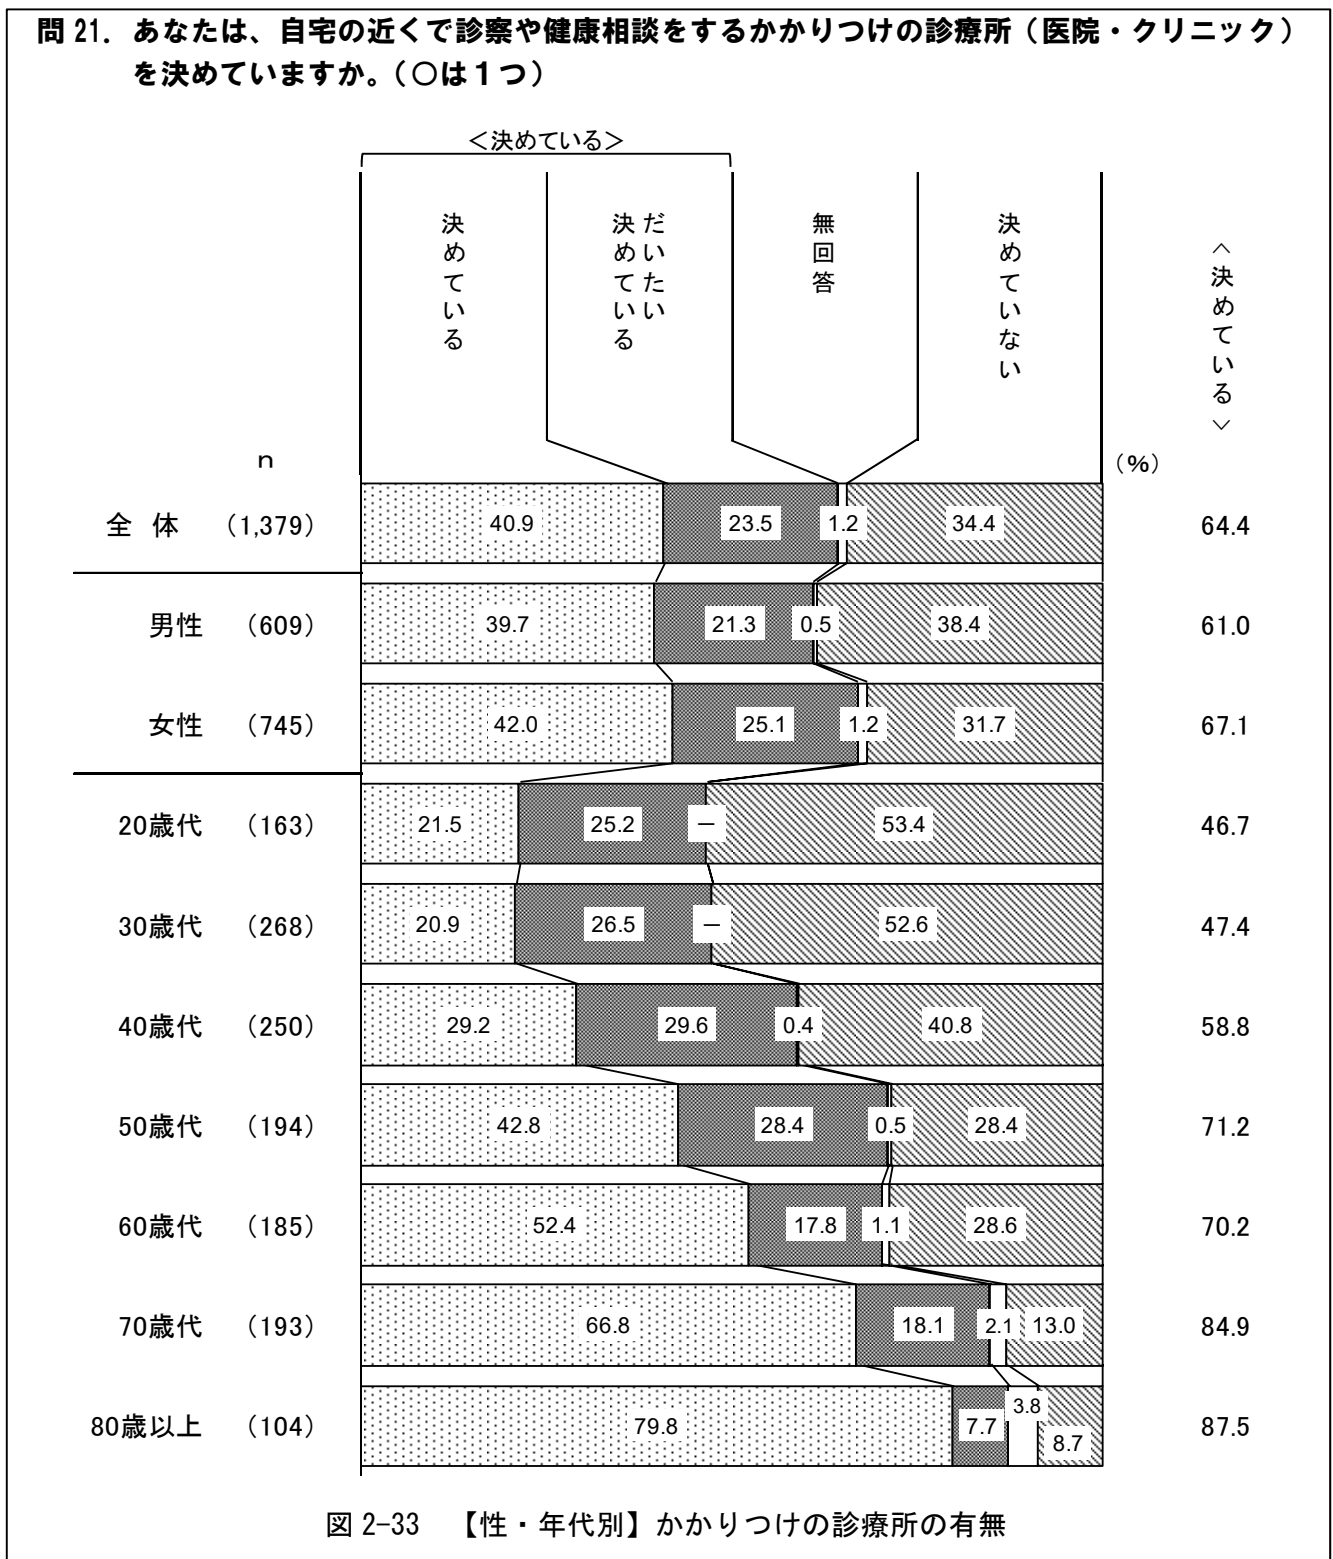 問21. あなたは、自宅の近くで診察や健康相談をするかかりつけの診療所（医院・クリニック）
を決めていますか。（○は１つ）
＜決めている＞
決めている
だいたい
決めている
無回答
決めていない
＜決めている＞
n
(%)
全 体 (1,379) 40.9 23.5 1.2 34.4 64.4
男性 (609) 39.7 21.3 0.5 38.4 61.0
女性 (745) 42.0 25.1 1.2 31.7 67.1
20歳代 (163) 21.5 25.2 － 53.4 46.7
30歳代 (268) 20.9 26.5 － 52.6 47.4
40歳代 (250) 29.2 29.6 0.4 40.8 58.8
50歳代 (194) 42.8 28.4 0.5 28.4 71.2
60歳代 (185) 52.4 17.8 1.1 28.6 70.2
70歳代 (193) 66.8 18.1 2.1 13.0 84.9
80歳以上 (104) 79.8 7.7 3.8 8.7 87.5
図 2-33 【性・年代別】かかりつけの診療所の有無